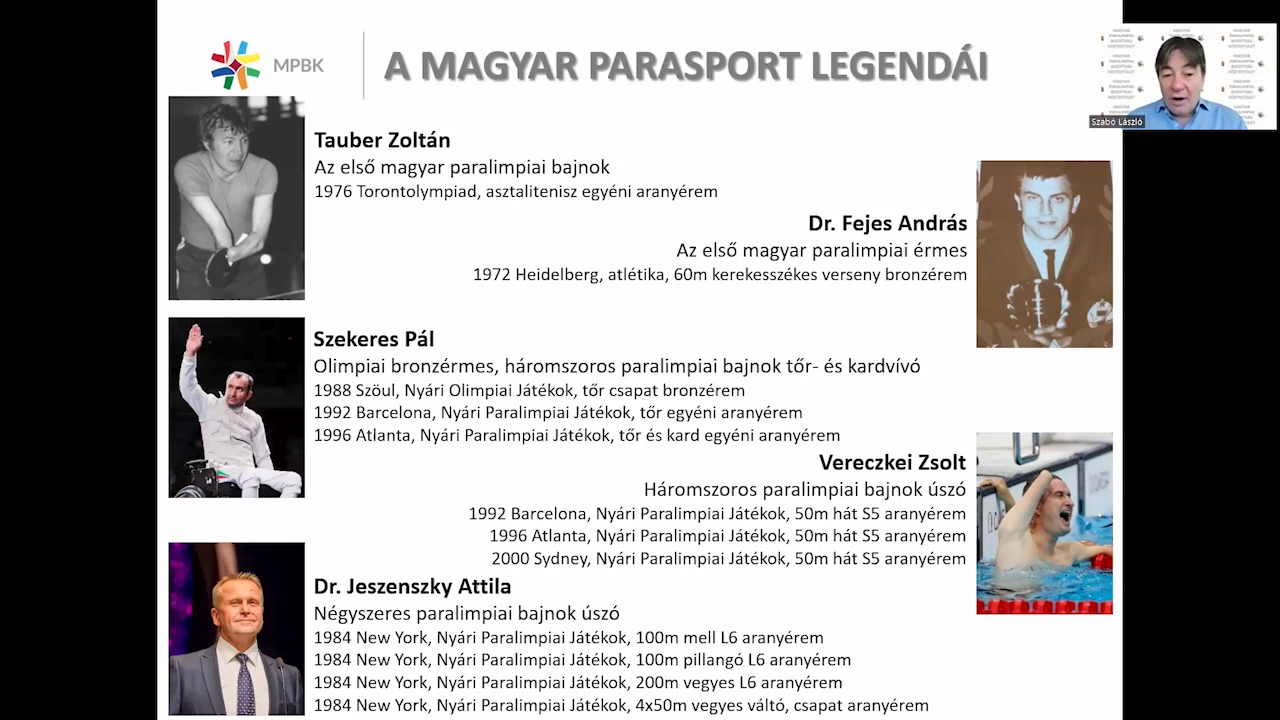 MPBK
A MAGYAR PARASPORT LEGENDÁI
Szabó László
Tauber Zoltán
Az első magyar paralimpiai bajnok
1976 Torontolympiad, asztalitenisz egyéni aranyérem
Dr. Fejes András
Az első magyar paralimpiai érmes
1972 Heidelberg, atlétika, 60m kerekesszékes verseny bronzérem
Szekeres Pál
Olimpiai bronzérmes, háromszoros paralimpiai bajnok tőr- és kardvívó
1988 Szöul, Nyári Olimpiai Játékok, tőr csapat bronzérem
1992 Barcelona, Nyári Paralimpiai Játékok, tőr egyéni aranyérem
1996 Atlanta, Nyári Paralimpiai Játékok, tőr és kard egyéni aranyérem
Vereczkei Zsolt
Háromszoros paralimpiai bajnok úszó
1992 Barcelona, Nyári Paralimpiai Játékok, 50m hát S5 aranyérem
1996 Atlanta, Nyári Paralimpiai Játékok, 50m hát S5 aranyérem
2000 Sydney, Nyári Paralimpiai Játékok, 50m hát S5 aranyérem
Dr. Jeszenszky Attila
Négyszeres paralimpiai bajnok úszó
1984 New York, Nyári Paralimpiai Játékok, 100m mell L6 aranyérem
1984 New York, Nyári Paralimpiai Játékok, 100m pillangó L6 aranyérem
1984 New York, Nyári Paralimpiai Játékok, 200m vegyes L6 aranyérem
1984 New York, Nyári Paralimpiai Játékok, 4x50m vegyes váltó, csapat aranyérem